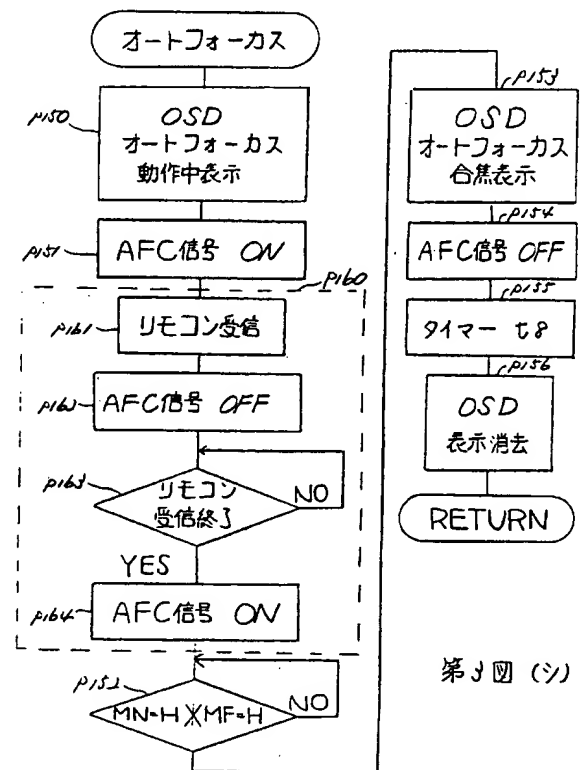 オートフォーカス
p150
OSD
オートフォーカス
動作中表示
p151
AFC信号 ON
p160
p161
リモコン受信
p162
AFC信号 OFF
p163
リモコン
受信終了
NO
YES
p164
AFC信号 ON
p152
MN=H MF=H
NO
p153
OSD
オートフォーカス
合焦表示
p154
AFC信号 OFF
p155
タイマー t8
p156
OSD
表示消去
RETURN
第3図 (シ)